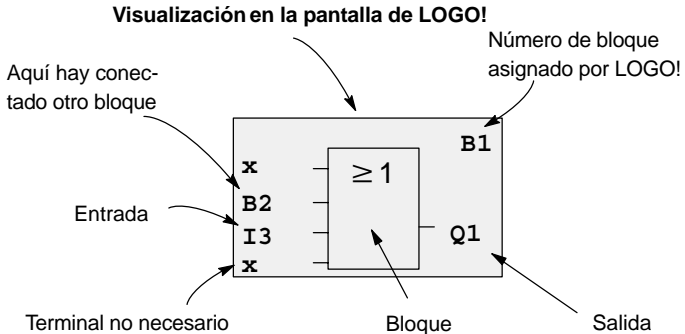 Visualización en la pantalla de LOGO!
Número de bloque
asignado por LOGO!
Aquí hay conec-
tado otro bloque
B1
x
≥1
B2
Entrada
I3
Q1
x
Terminal no necesario
Bloque
Salida